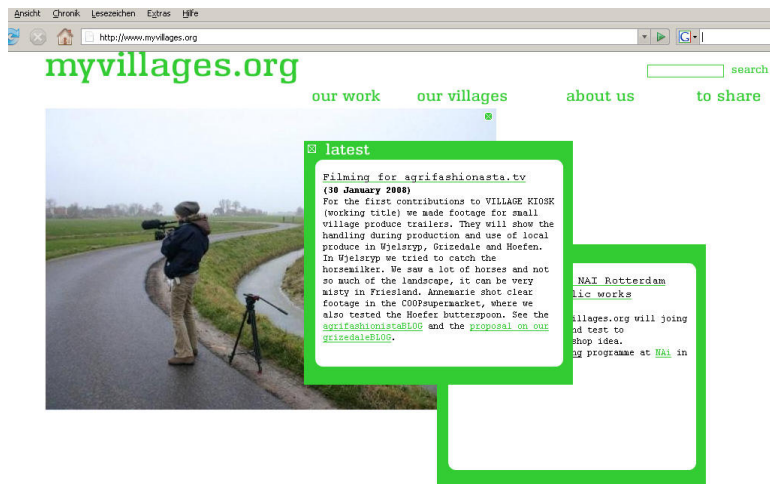 Ansicht Chronik Lesezeichen Extras Hilfe
http://www.myvillages.org
G
myvillages.org
search
our work our villages about us to share
latest
Filming for agrifashionasta.tv
(30 January 2008)
For the first contributions to VILLAGE KIOSK
(working title) we made footage for small
village produce trailers. They will show the
handling during production and use of local
produce in Wjelsryp, Grizedale and Hoefen.
In Wjelsryp we tried to catch the
horsemilker. We saw a lot of horses and not
so much of the landscape, it can be very
misty in Friesland. Annemarie shot clear
footage in the COOPsupermarket, where we
also tested the Hoefer butterspoon. See the
agrifashionistaBLOG and the proposal on our
grizedaleBLOG.
NAI Rotterdam
lic works
illages.org will joing
nd test to
shop idea.
ng programme at NAi in